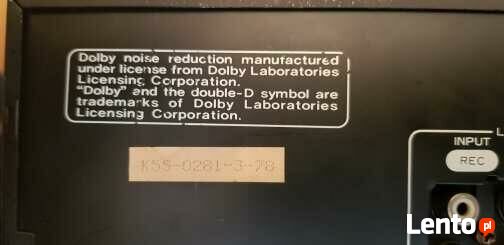 Dolby noise reduction manufactured
under license from Dolby Laboratories
Licensing Corporation.
"Dolby" and the double-D symbol are
trademarks of Dolby Laboratories
Licensing Corporation.
K5S-0281-3-78
L
INPUT
REC
Lento.pl